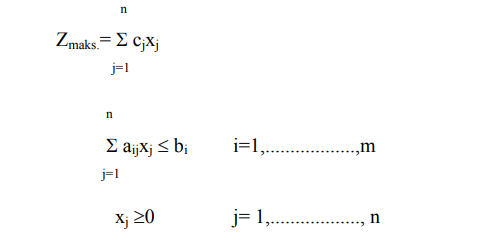 n
Zmaks.= Σ cjxj
j=1
n
Σ aijxj ≤ bi i=1,..................,m
j=1
xj ≥0 j= 1,.................., n